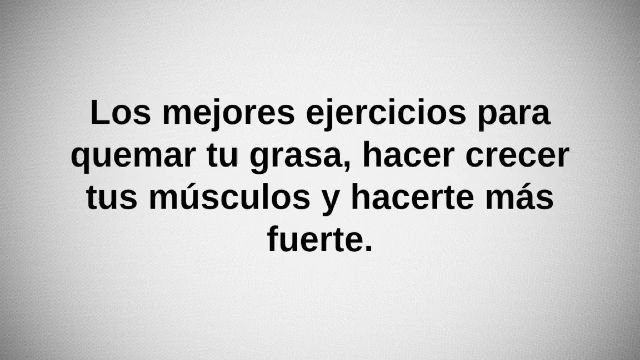 Los mejores ejercicios para
quemar tu grasa, hacer crecer
tus músculos y hacerte más
fuerte.